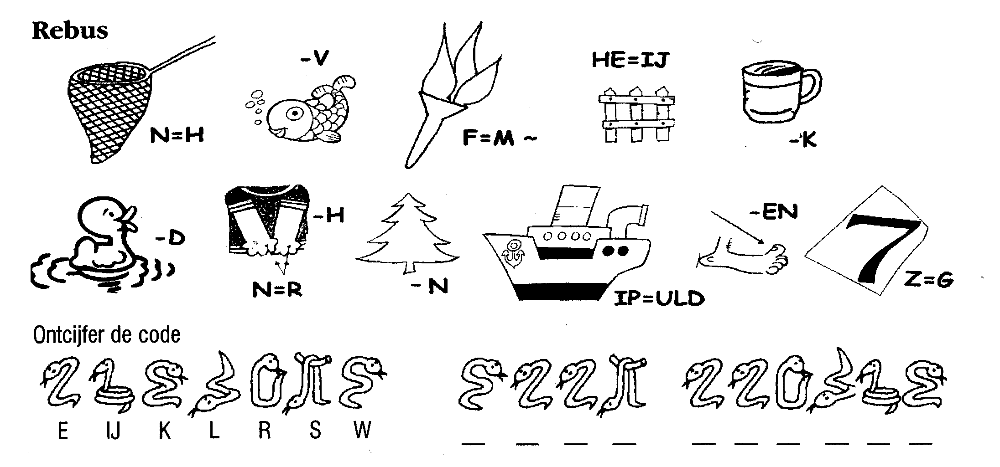 Rebus
-V
HE=IJ
N=H
F=M ~
-K
-D
-H
N=R
-N
IP=ULD
-EN
7
Z=G
Ontcijfer de code
E IJ K L R S W